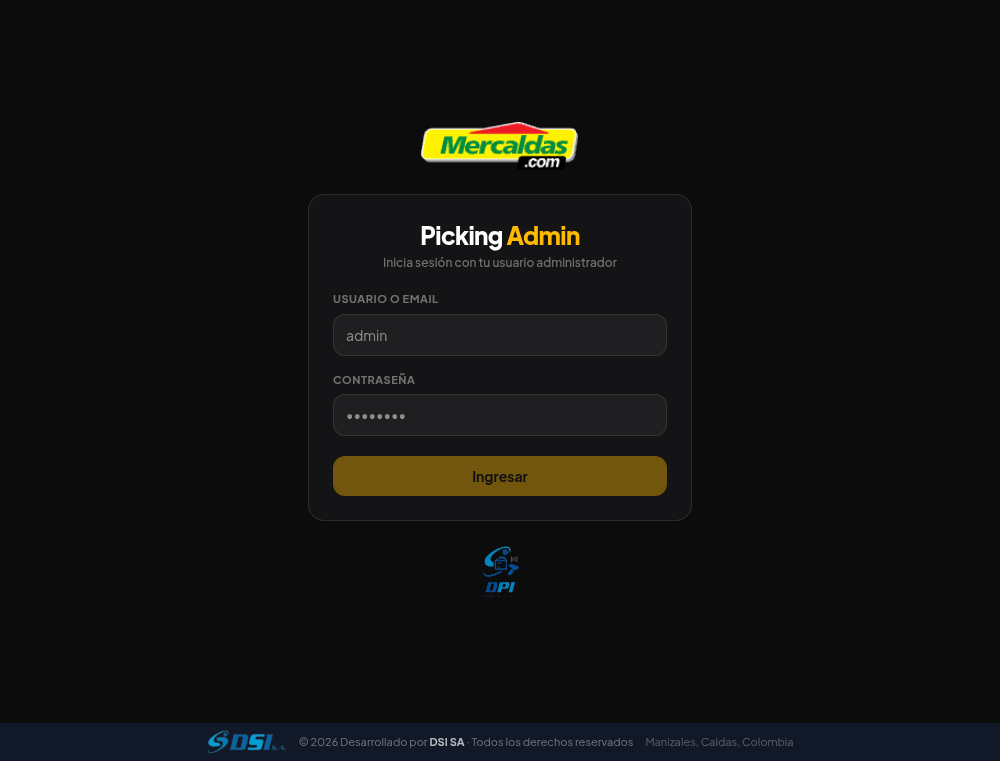 Mercaldas
.com
Picking Admin
Inicia sesión con tu usuario administrador
USUARIO O EMAIL
admin
CONTRASEÑA
••••••••
Ingresar
DPI
DSI S.A. © 2026 Desarrollado por DSI SA · Todos los derechos reservados Manizales, Caldas, Colombia